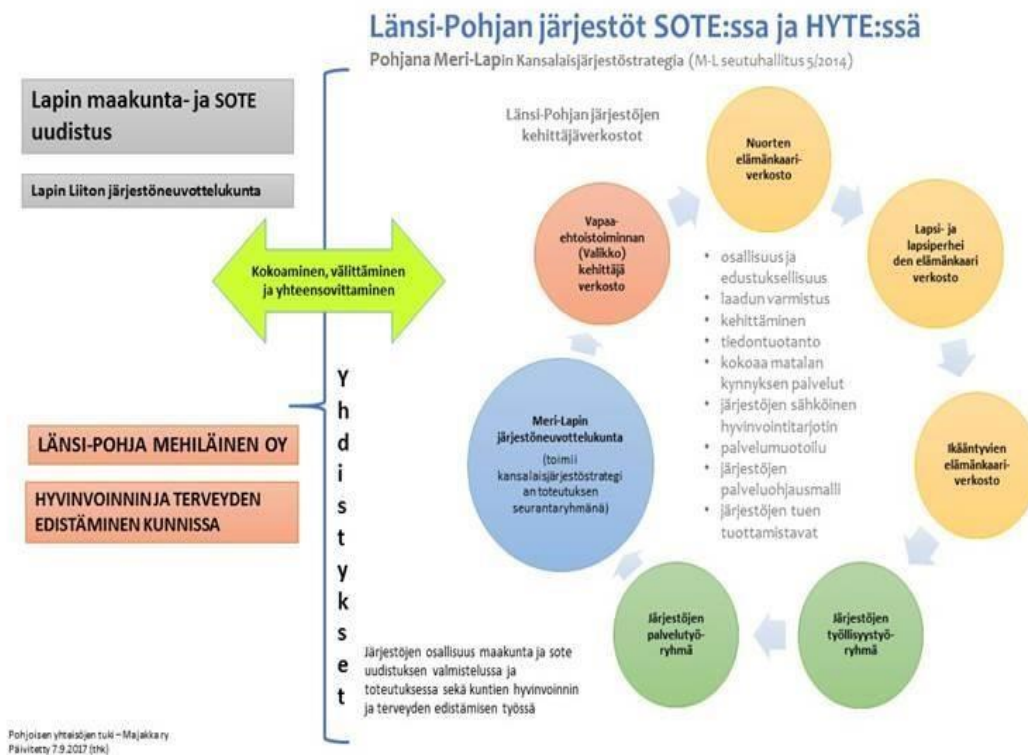 Länsi-Pohjan järjestöt SOTE:ssa ja HYTE:ssä
Pohjana Meri-Lapin Kansalaisjärjestöstrategia (M-L seutuhallitus 5/2014)
Lapin maakunta- ja SOTE
uudistus
Lapin Liiton järjestöneuvottelukunta
Kokoaminen, välittäminen
ja yhteensovittaminen
LÄNSI-POHJA MEHILÄINEN OY
HYVINVOINNIN JA TERVEYDEN
EDISTÄMINEN KUNNISSA
Yhdistykset
Länsi-Pohjan järjestöjen
kehittäjäverkostot
Nuorten
elämänkaari-
verkosto
Lapsi- ja
lapsiperhei
den elämänkaari
verkosto
Ikääntyvien
elämänkaari-
verkosto
Järjestöjen
työllisyystyö-
ryhmä
Järjestöjen
palvelutyö-
ryhmä
Meri-Lapin
järjestöneuvottelukunta
(toimii
kansalaisjärjestöstrategi
an toteutuksen
seurantaryhmänä)
Vapaa-
ehtoistoiminnan
(Valikko)
kehittäjä
verkosto
• osallisuus ja
edustuksellisuus
• laadun varmistus
• kehittäminen
• tiedontuotanto
• kokoaa matalan
kynnyksen palvelut
• järjestöjen sähköinen
hyvinvointitarjotin
• palvelumuotoilu
• järjestöjen
palveluohjausmalli
• järjestöjen tuen
tuottamistavat
Järjestöjen osallisuus maakunta ja sote
uudistuksen valmistelussa ja
toteutuksessa sekä kuntien hyvinvoinnin
ja terveyden edistämisen työssä
Pohjoisen yhteisöjen tuki – Majakka ry
Päivitetty 7.9.2017 (thk)